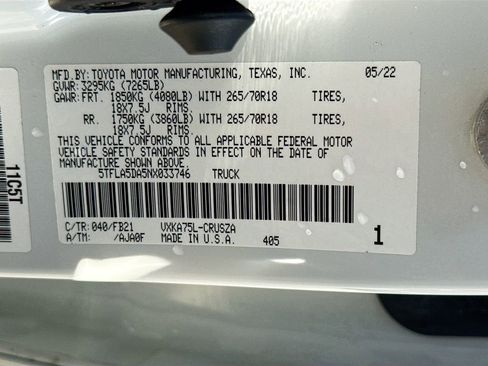 MFD.BY: TOYOTA MOTOR MANUFACTURING, TEXAS, INC. 05/22
GVWR: 3295KG (7265LB)
GAWR: FRT. 1850KG (4080LB) WITH 265/70R18 TIRES,
18X7.5J RIMS.
RR. 1750KG (3860LB) WITH 265/70R18 TIRES,
18X7.5J RIMS.
THIS VEHICLE CONFORMS TO ALL APPLICABLE FEDERAL MOTOR
VEHICLE SAFETY STANDARDS IN EFFECT ON THE DATE OF
MANUFACTURE SHOWN ABOVE.
5TFLA5DA5NX033746 TRUCK
C/TR: 040/FB21 VXKA75L-CRUSZA
A/TM: /AJA0F MADE IN U.S.A. 405
1
11C5T